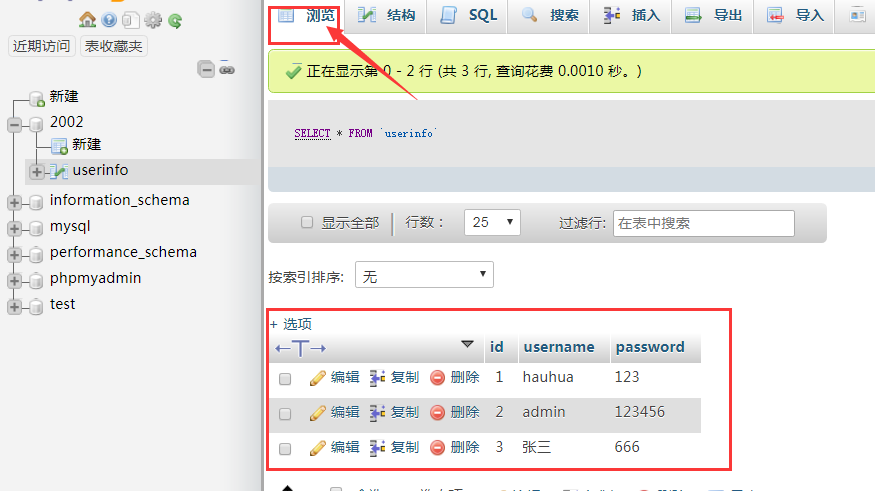 浏览 结构 SQL 搜索 插入 导出 导入
近期访问 表收藏夹
新建
2002
新建
userinfo
information_schema
mysql
performance_schema
phpmyadmin
test
正在显示第 0 - 2 行 (共 3 行, 查询花费 0.0010 秒。)
SELECT * FROM `userinfo`
显示全部 行数： 25 过滤行: 在表中搜索
按索引排序: 无
+ 选项
←T→ id username password
编辑 复制 删除 1 hauhua 123
编辑 复制 删除 2 admin 123456
编辑 复制 删除 3 张三 666